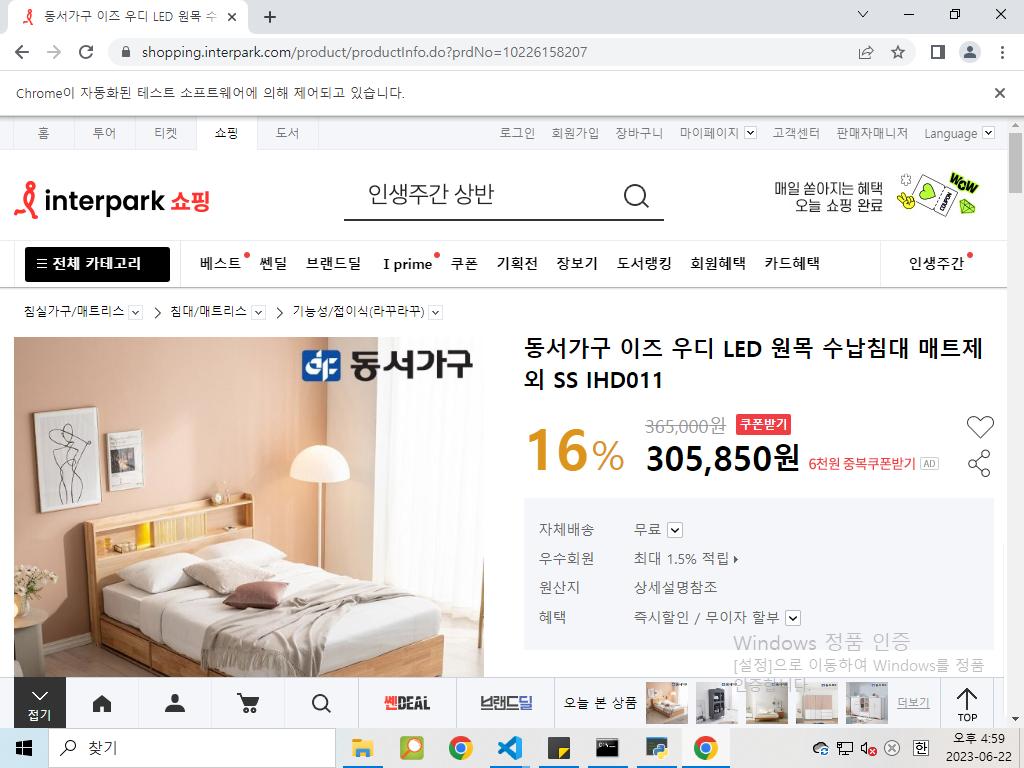 동서가구 이즈 우디 LED 원목 수
shopping.interpark.com/product/productInfo.do?prdNo=10226158207
Chrome이 자동화된 테스트 소프트웨어에 의해 제어되고 있습니다.
홈 투어 티켓 쇼핑 도서 로그인 회원가입 장바구니 마이페이지 고객센터 판매자매니저 Language
interpark 쇼핑
인생주간 상반
매일 쏟아지는 혜택
오늘 쇼핑 완료
WOW
COUPON
전체 카테고리 베스트 쎈딜 브랜드딜 I prime 쿠폰 기획전 장보기 도서랭킹 회원혜택 카드혜택 인생주간
침실가구/매트리스 침대/매트리스 기능성/접이식(라꾸라꾸)
동서가구
동서가구 이즈 우디 LED 원목 수납침대 매트제
외 SS IHD011
16%
365,000원 쿠폰받기
305,850원 6천원 중복쿠폰받기 AD
자체배송 무료
우수회원 최대 1.5% 적립
원산지 상세설명참조
혜택 즉시할인 / 무이자 할부
Windows 정품 인증
[설정]으로 이동하여 Windows를 정품
인증합니다.
접기 쎈DEAL 브랜드딜 오늘 본 상품 더보기 TOP
찾기
한
오후 4:59
2023-06-22